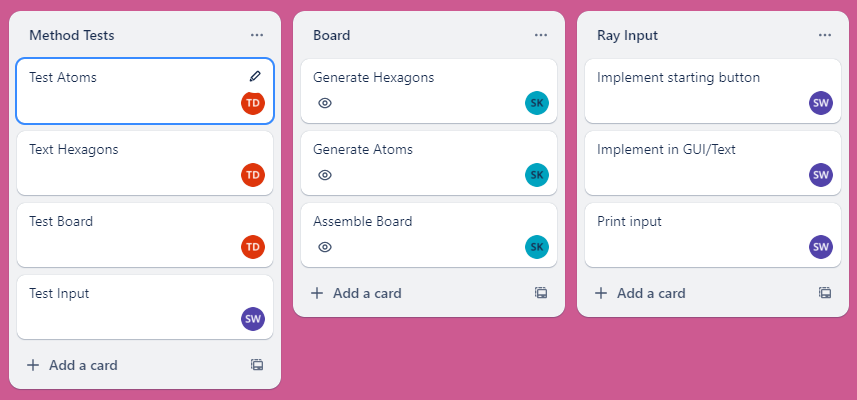 Method Tests
Test Atoms
TD
Text Hexagons
TD
Test Board
TD
Test Input
SW
Add a card
Board
Generate Hexagons
SK
Generate Atoms
SK
Assemble Board
SK
Add a card
Ray Input
Implement starting button
SW
Implement in GUI/Text
SW
Print input
SW
Add a card